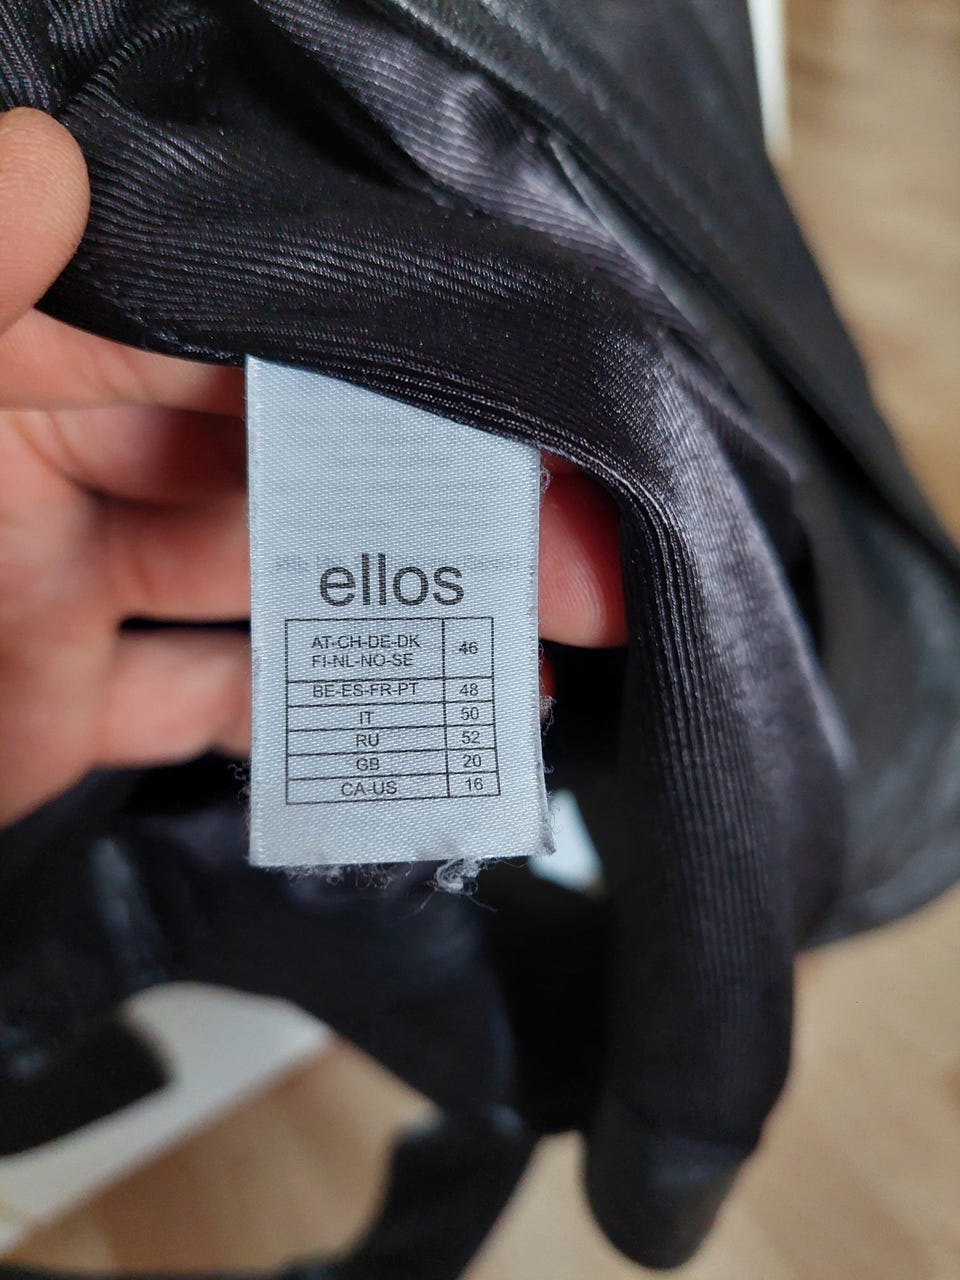 ellos
AT-CH-DE-DK
FI-NL-NO-SE 46
BE-ES-FR-PT 48
IT 50
RU 52
GB 20
CA-US 16